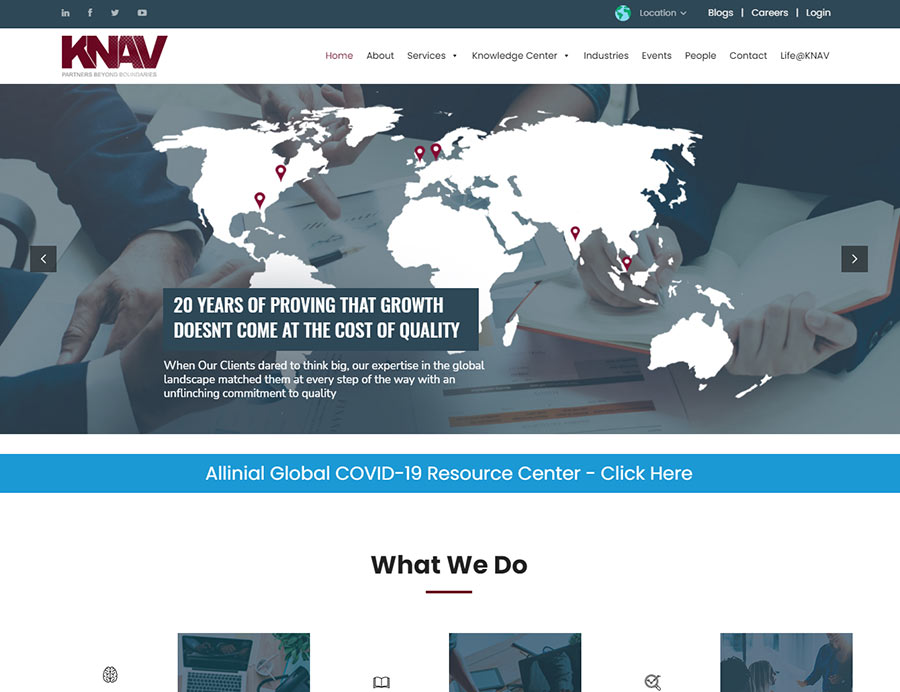 Location
Blogs | Careers | Login
KNAV
PARTNERS BEYOND BOUNDARIES
Home About Services Knowledge Center Industries Events People Contact Life@KNAV
20 YEARS OF PROVING THAT GROWTH
DOESN'T COME AT THE COST OF QUALITY
When Our Clients dared to think big, our expertise in the global
landscape matched them at every step of the way with an
unflinching commitment to quality
Allinial Global COVID-19 Resource Center - Click Here
What We Do